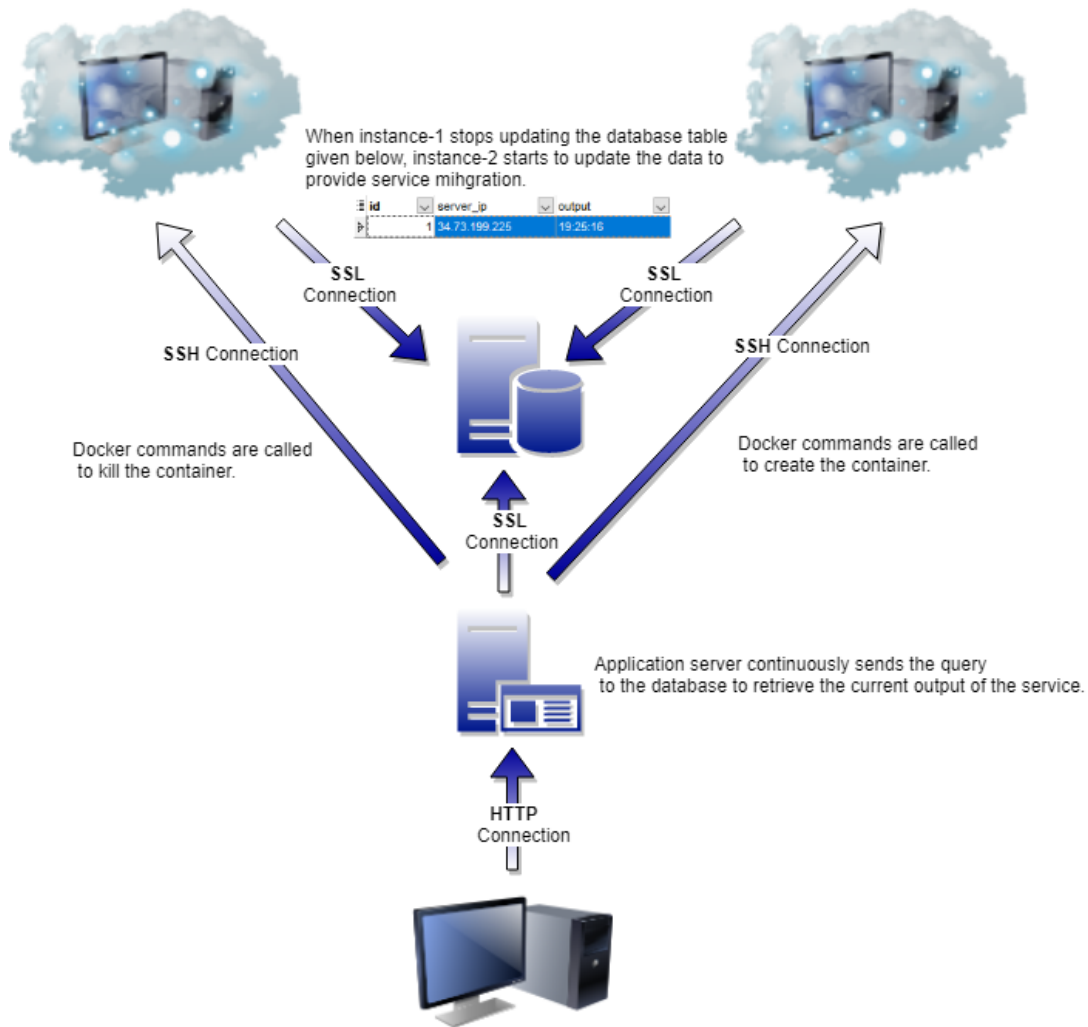 When instance-1 stops updating the database table
given below, instance-2 starts to update the data to
provide service mihgration.
id server_ip output
1 34.73.199.225 19:25:16
SSL
Connection
SSL
Connection
SSH Connection
SSH Connection
Docker commands are called
to kill the container.
Docker commands are called
to create the container.
SSL
Connection
Application server continuously sends the query
to the database to retrieve the current output of the service.
HTTP
Connection